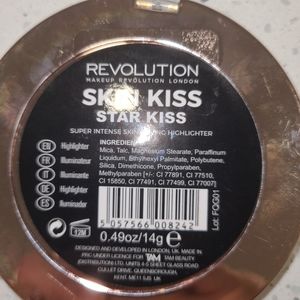 REVOLUTION
MAKEUP REVOLUTION LONDON
SKIN KISS
STAR KISS
SUPER INTENSE SKIN HIGHLIGHTER
EN Highlighter
FR Illuminateur
IT Illuminante
DE Highlighter
ES Iluminador
INGREDIENTS:
Mica, Talc, Magnesium Stearate, Paraffinum
Liquidum, Ethylhexyl Palmitate, Polybutene,
Silica, Dimethicone, Propylparaben,
Methylparaben [+/- CI 77891, CI 77510,
CI 15850, CI 77491, CI 77499, CI 77007]
Lot: FQG01
5 057566 008242
0.49oz/14g e
DESIGNED AND DEVELOPED IN LONDON, UK. MADE IN
PRC UNDER LICENCE FOR TAM TAM BEAUTY
(DISTRIBUTION) LTD. UNITS 4-5 SHEET GLASS ROAD
CULLET DRIVE, QUEENBOROUGH,
KENT. ME11 5JS UK